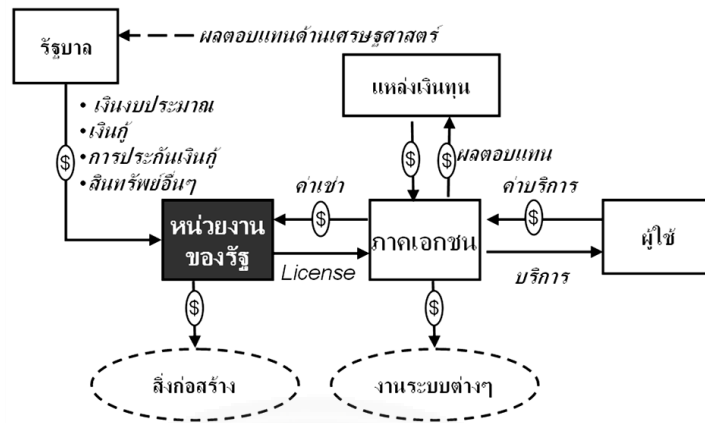 รัฐบาล
ผลตอบแทนด้านเศรษฐศาสตร์
แหล่งเงินทุน
• เงินงบประมาณ
• เงินกู้
• การประกันเงินกู้
• สินทรัพย์อื่นๆ
$
$
$
ผลตอบแทน
ค่าเช่า
ค่าบริการ
$
$
หน่วยงาน
ของรัฐ
ภาคเอกชน
ผู้ใช้
License
บริการ
$
$
สิ่งก่อสร้าง
งานระบบต่างๆ